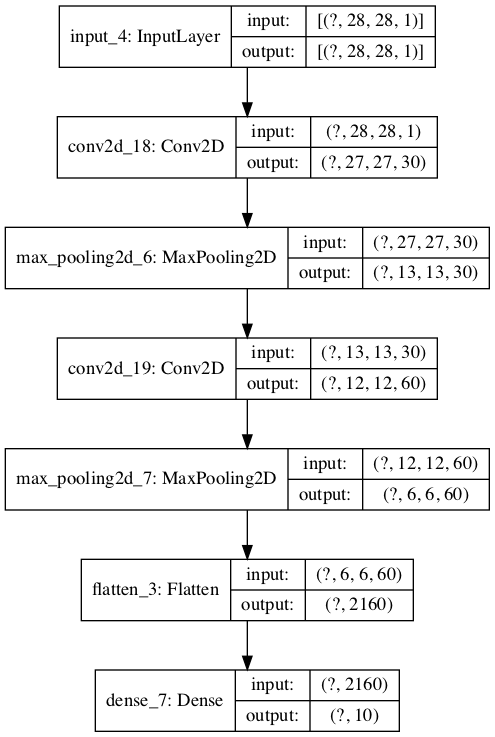 input_4: InputLayer
input:
[(?, 28, 28, 1)]
output:
[(?, 28, 28, 1)]
conv2d_18: Conv2D
input:
(?, 28, 28, 1)
output:
(?, 27, 27, 30)
max_pooling2d_6: MaxPooling2D
input:
(?, 27, 27, 30)
output:
(?, 13, 13, 30)
conv2d_19: Conv2D
input:
(?, 13, 13, 30)
output:
(?, 12, 12, 60)
max_pooling2d_7: MaxPooling2D
input:
(?, 12, 12, 60)
output:
(?, 6, 6, 60)
flatten_3: Flatten
input:
(?, 6, 6, 60)
output:
(?, 2160)
dense_7: Dense
input:
(?, 2160)
output:
(?, 10)